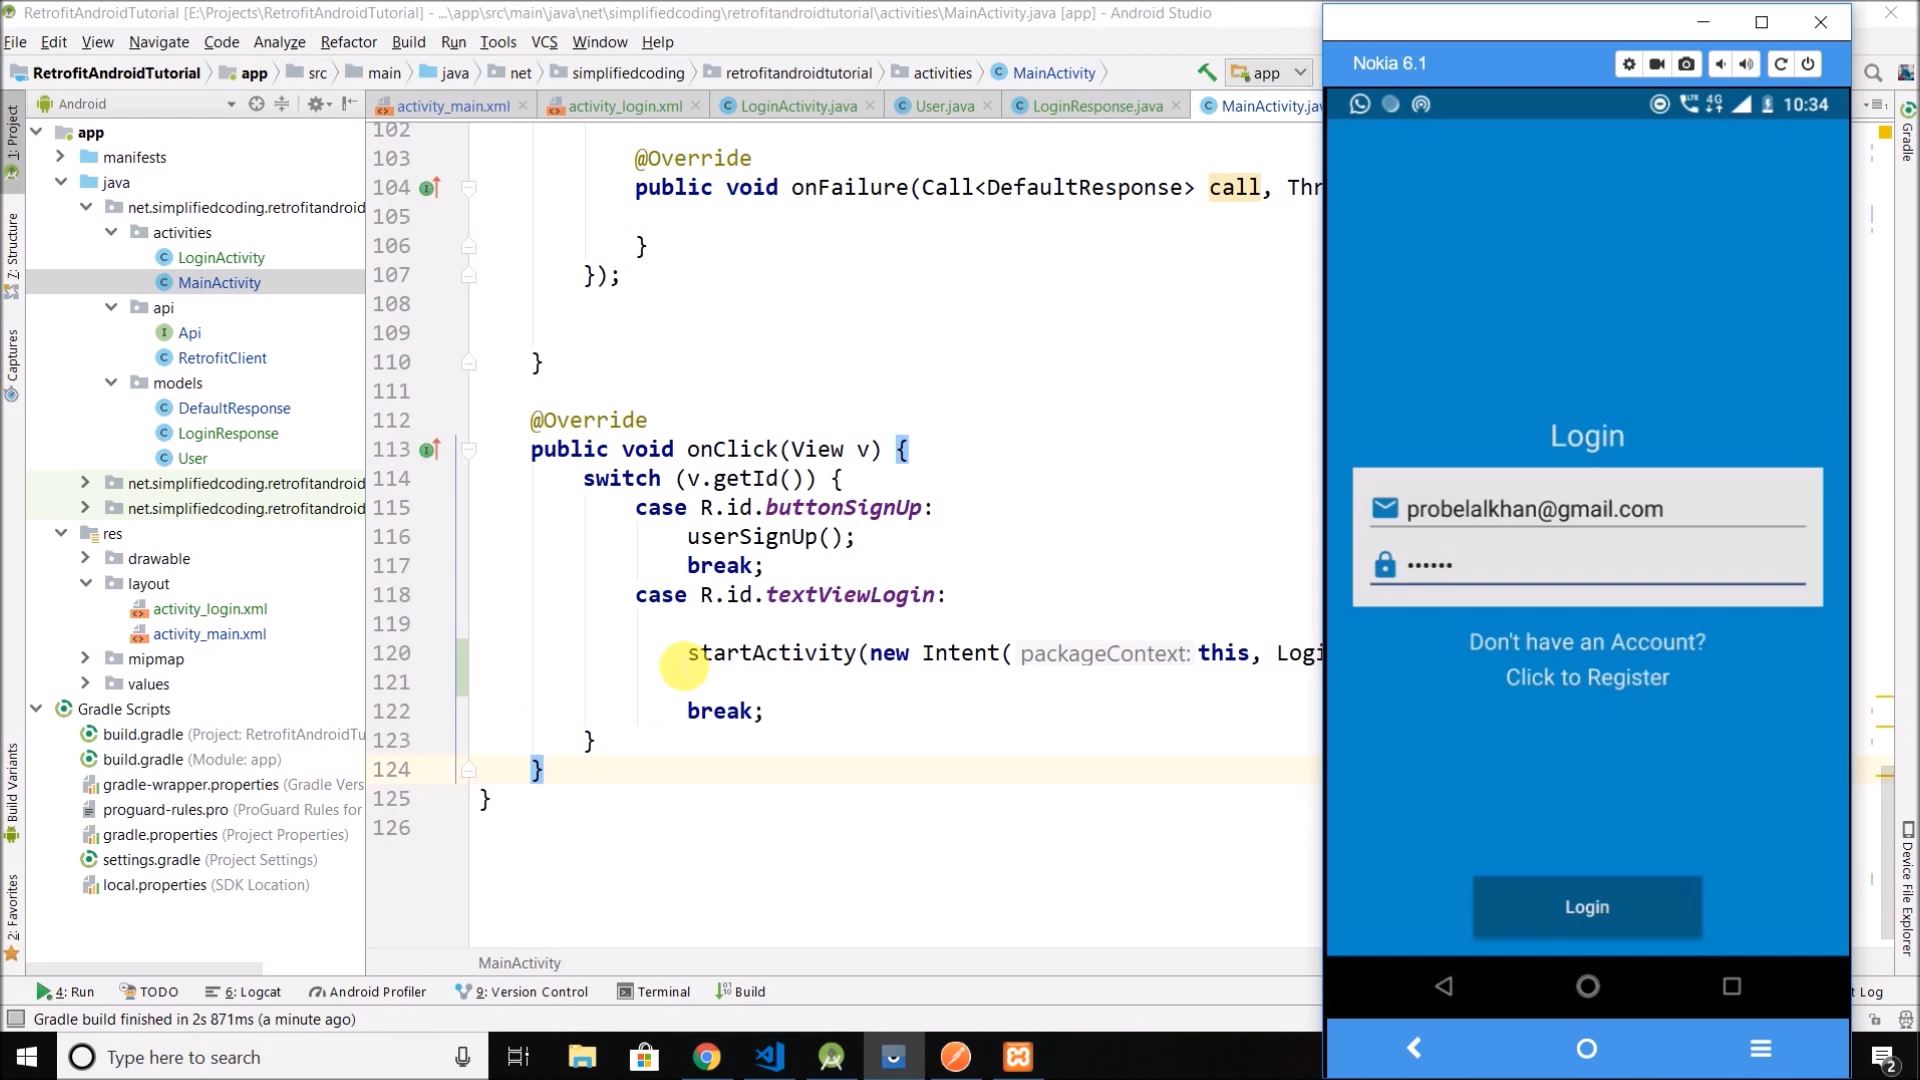 RetrofitAndroidTutorial [E:\Projects\RetrofitAndroidTutorial] - ...\app\src\main\java\net\simplifiedcoding\retrofitandroidtutorial\activities\MainActivity.java [app] - Android Studio
File Edit View Navigate Code Analyze Refactor Build Run Tools VCS Window Help
RetrofitAndroidTutorial app src main java net simplifiedcoding retrofitandroidtutorial activities MainActivity app
Android
activity_main.xml activity_login.xml LoginActivity.java User.java LoginResponse.java MainActivity.jav
1: Project
7: Structure
Captures
Build Variants
2: Favorites
app
manifests
java
net.simplifiedcoding.retrofitandroid
activities
LoginActivity
MainActivity
api
Api
RetrofitClient
models
DefaultResponse
LoginResponse
User
net.simplifiedcoding.retrofitandroid
net.simplifiedcoding.retrofitandroid
res
drawable
layout
activity_login.xml
activity_main.xml
mipmap
values
Gradle Scripts
build.gradle (Project: RetrofitAndroidTu
build.gradle (Module: app)
gradle-wrapper.properties (Gradle Vers
proguard-rules.pro (ProGuard Rules for
gradle.properties (Project Properties)
settings.gradle (Project Settings)
local.properties (SDK Location)
102
103 @Override
104 public void onFailure(Call<DefaultResponse> call, Thr
105
106 }
107 });
108
109
110 }
111
112 @Override
113 public void onClick(View v) {
114 switch (v.getId()) {
115 case R.id.buttonSignUp:
116 userSignUp();
117 break;
118 case R.id.textViewLogin:
119
120 startActivity(new Intent( packageContext: this, Logi
121
122 break;
123 }
124 }
125 }
126
MainActivity
Nokia 6.1
LTE 4G 10:34
Login
probelalkhan@gmail.com
••••••
Don't have an Account?
Click to Register
Login
Gradle
Device File Explorer
4: Run TODO 6: Logcat Android Profiler 9: Version Control Terminal Build t Log
Gradle build finished in 2s 871ms (a minute ago)
Type here to search
2